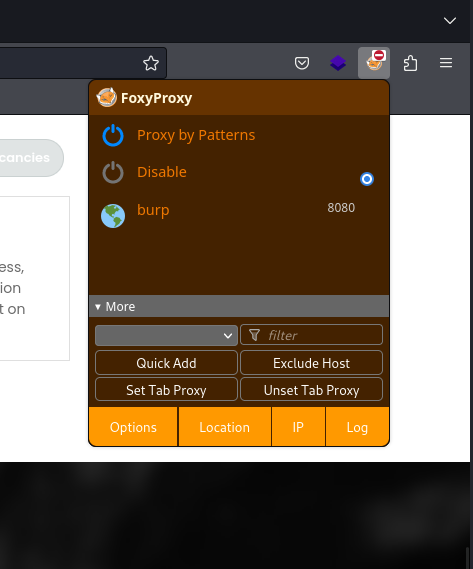 FoxyProxy
Proxy by Patterns
cancies
Disable
burp 8080
ess,
ion
t on
▾ More
filter
Quick Add Exclude Host
Set Tab Proxy Unset Tab Proxy
Options Location IP Log